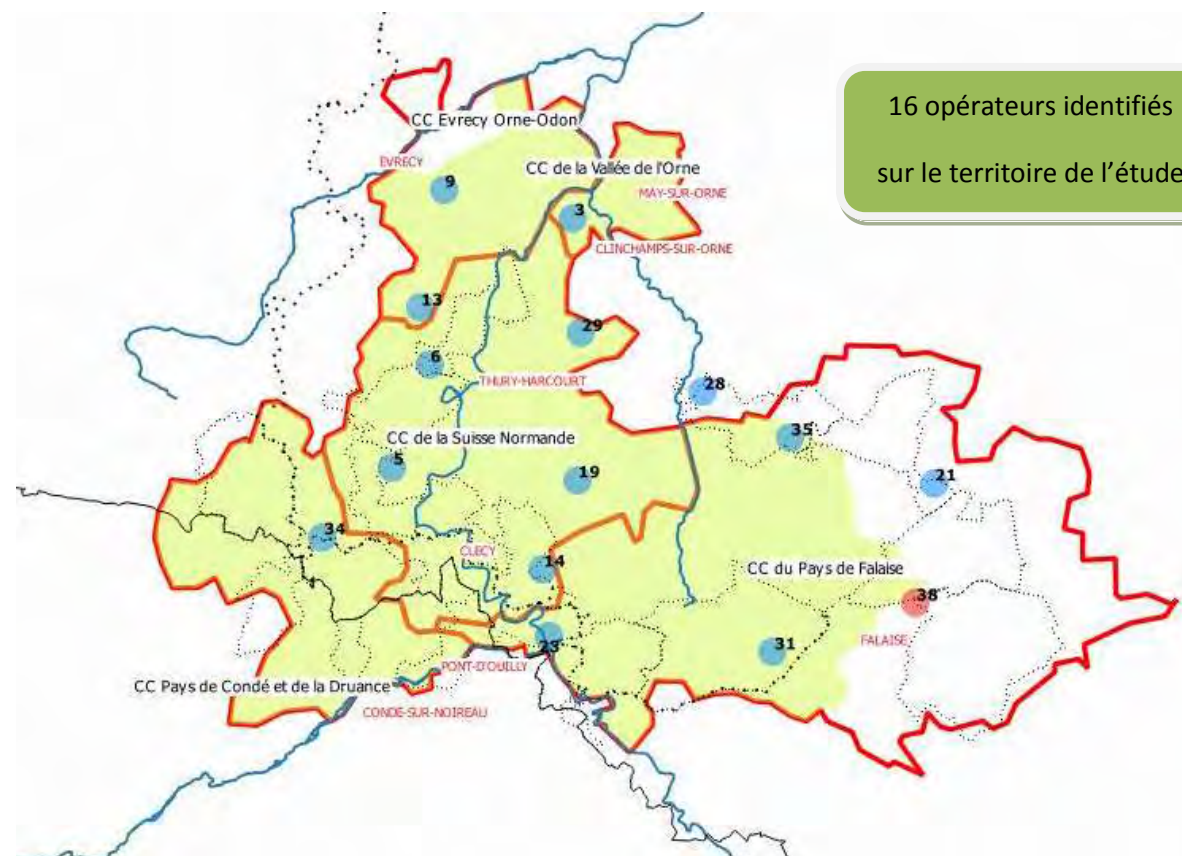 16 opérateurs identifiés
sur le territoire de l'étude
CC Evrecy Orne-Odon
EVRECY
CC de la Vallée de l'Orne
9
MAY-SUR-ORNE
3
CLINCHAMPS-SUR-ORNE
13
29
6
THURY-HARCOURT
28
CC de la Suisse Normande
35
5
19
21
34
CLECY
14
CC du Pays de Falaise
38
23
31
FALAISE
PONT-D'OUILLY
CC Pays de Condé et de la Druance
CONDE-SUR-NOIREAU